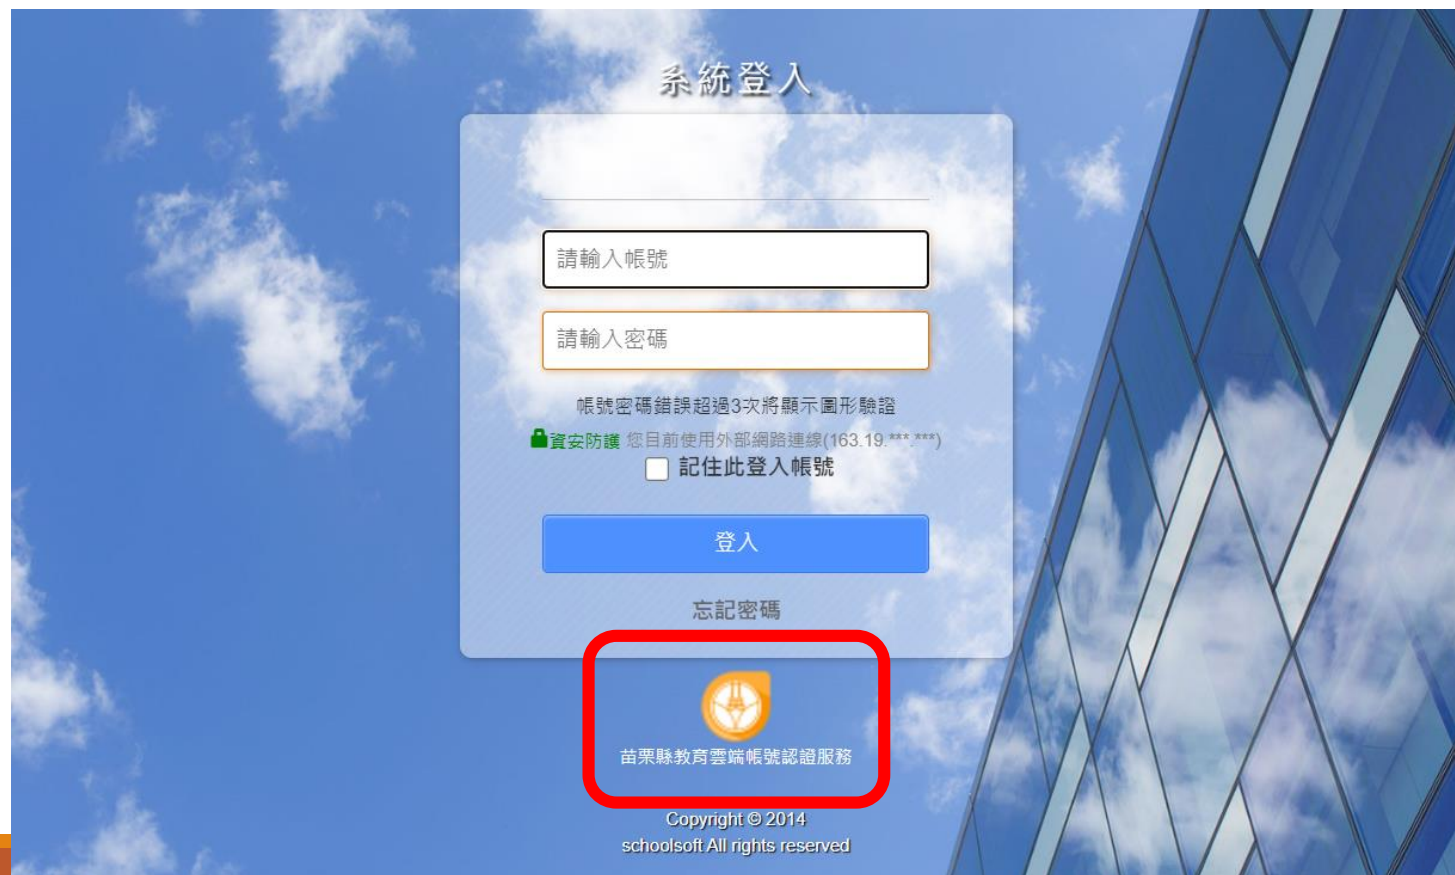 系統登入
請輸入帳號
請輸入密碼
帳號密碼錯誤超過3次將顯示圖形驗證
資安防護 您目前使用外部網路連線(163.19.***.***)
記住此登入帳號
登入
忘記密碼
苗栗縣教育雲端帳號認證服務
Copyright © 2014
schoolsoft All rights reserved